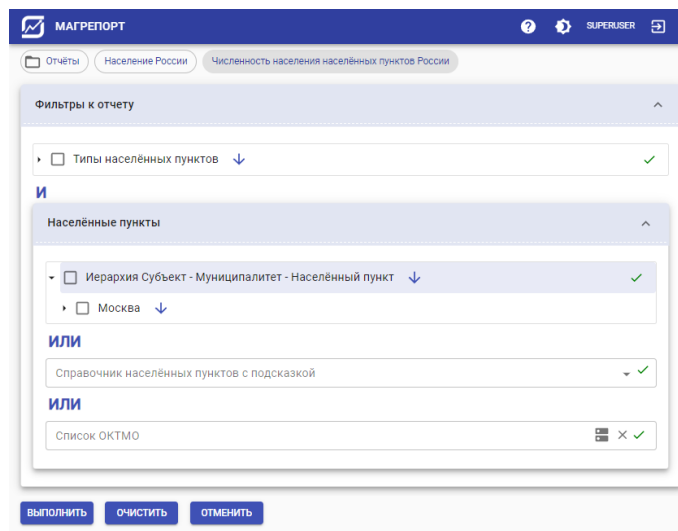 МАГРЕПОРТ
SUPERUSER
Отчёты
Население России
Численность населения населённых пунктов России
Фильтры к отчету
Типы населённых пунктов
И
Населённые пункты
Иерархия Субъект - Муниципалитет - Населённый пункт
Москва
ИЛИ
Справочник населённых пунктов с подсказкой
ИЛИ
Список ОКТМО
ВЫПОЛНИТЬ
ОЧИСТИТЬ
ОТМЕНИТЬ